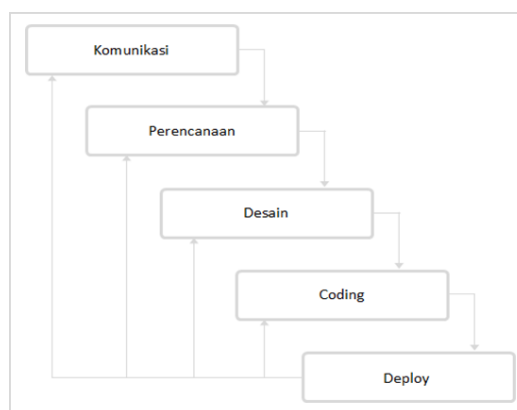 Komunikasi
Perencanaan
Desain
Coding
Deploy